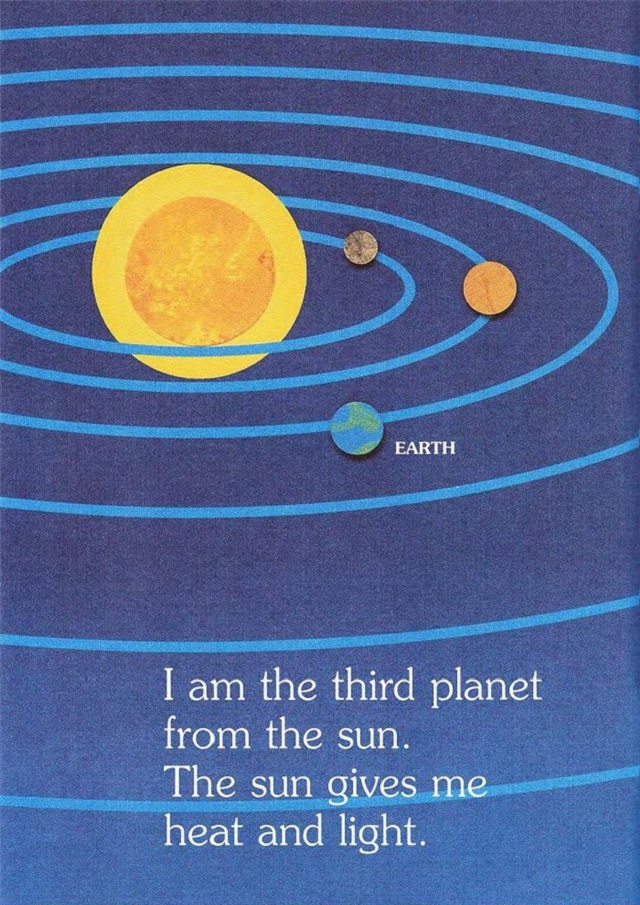 EARTH
I am the third planet
from the sun.
The sun gives me
heat and light.